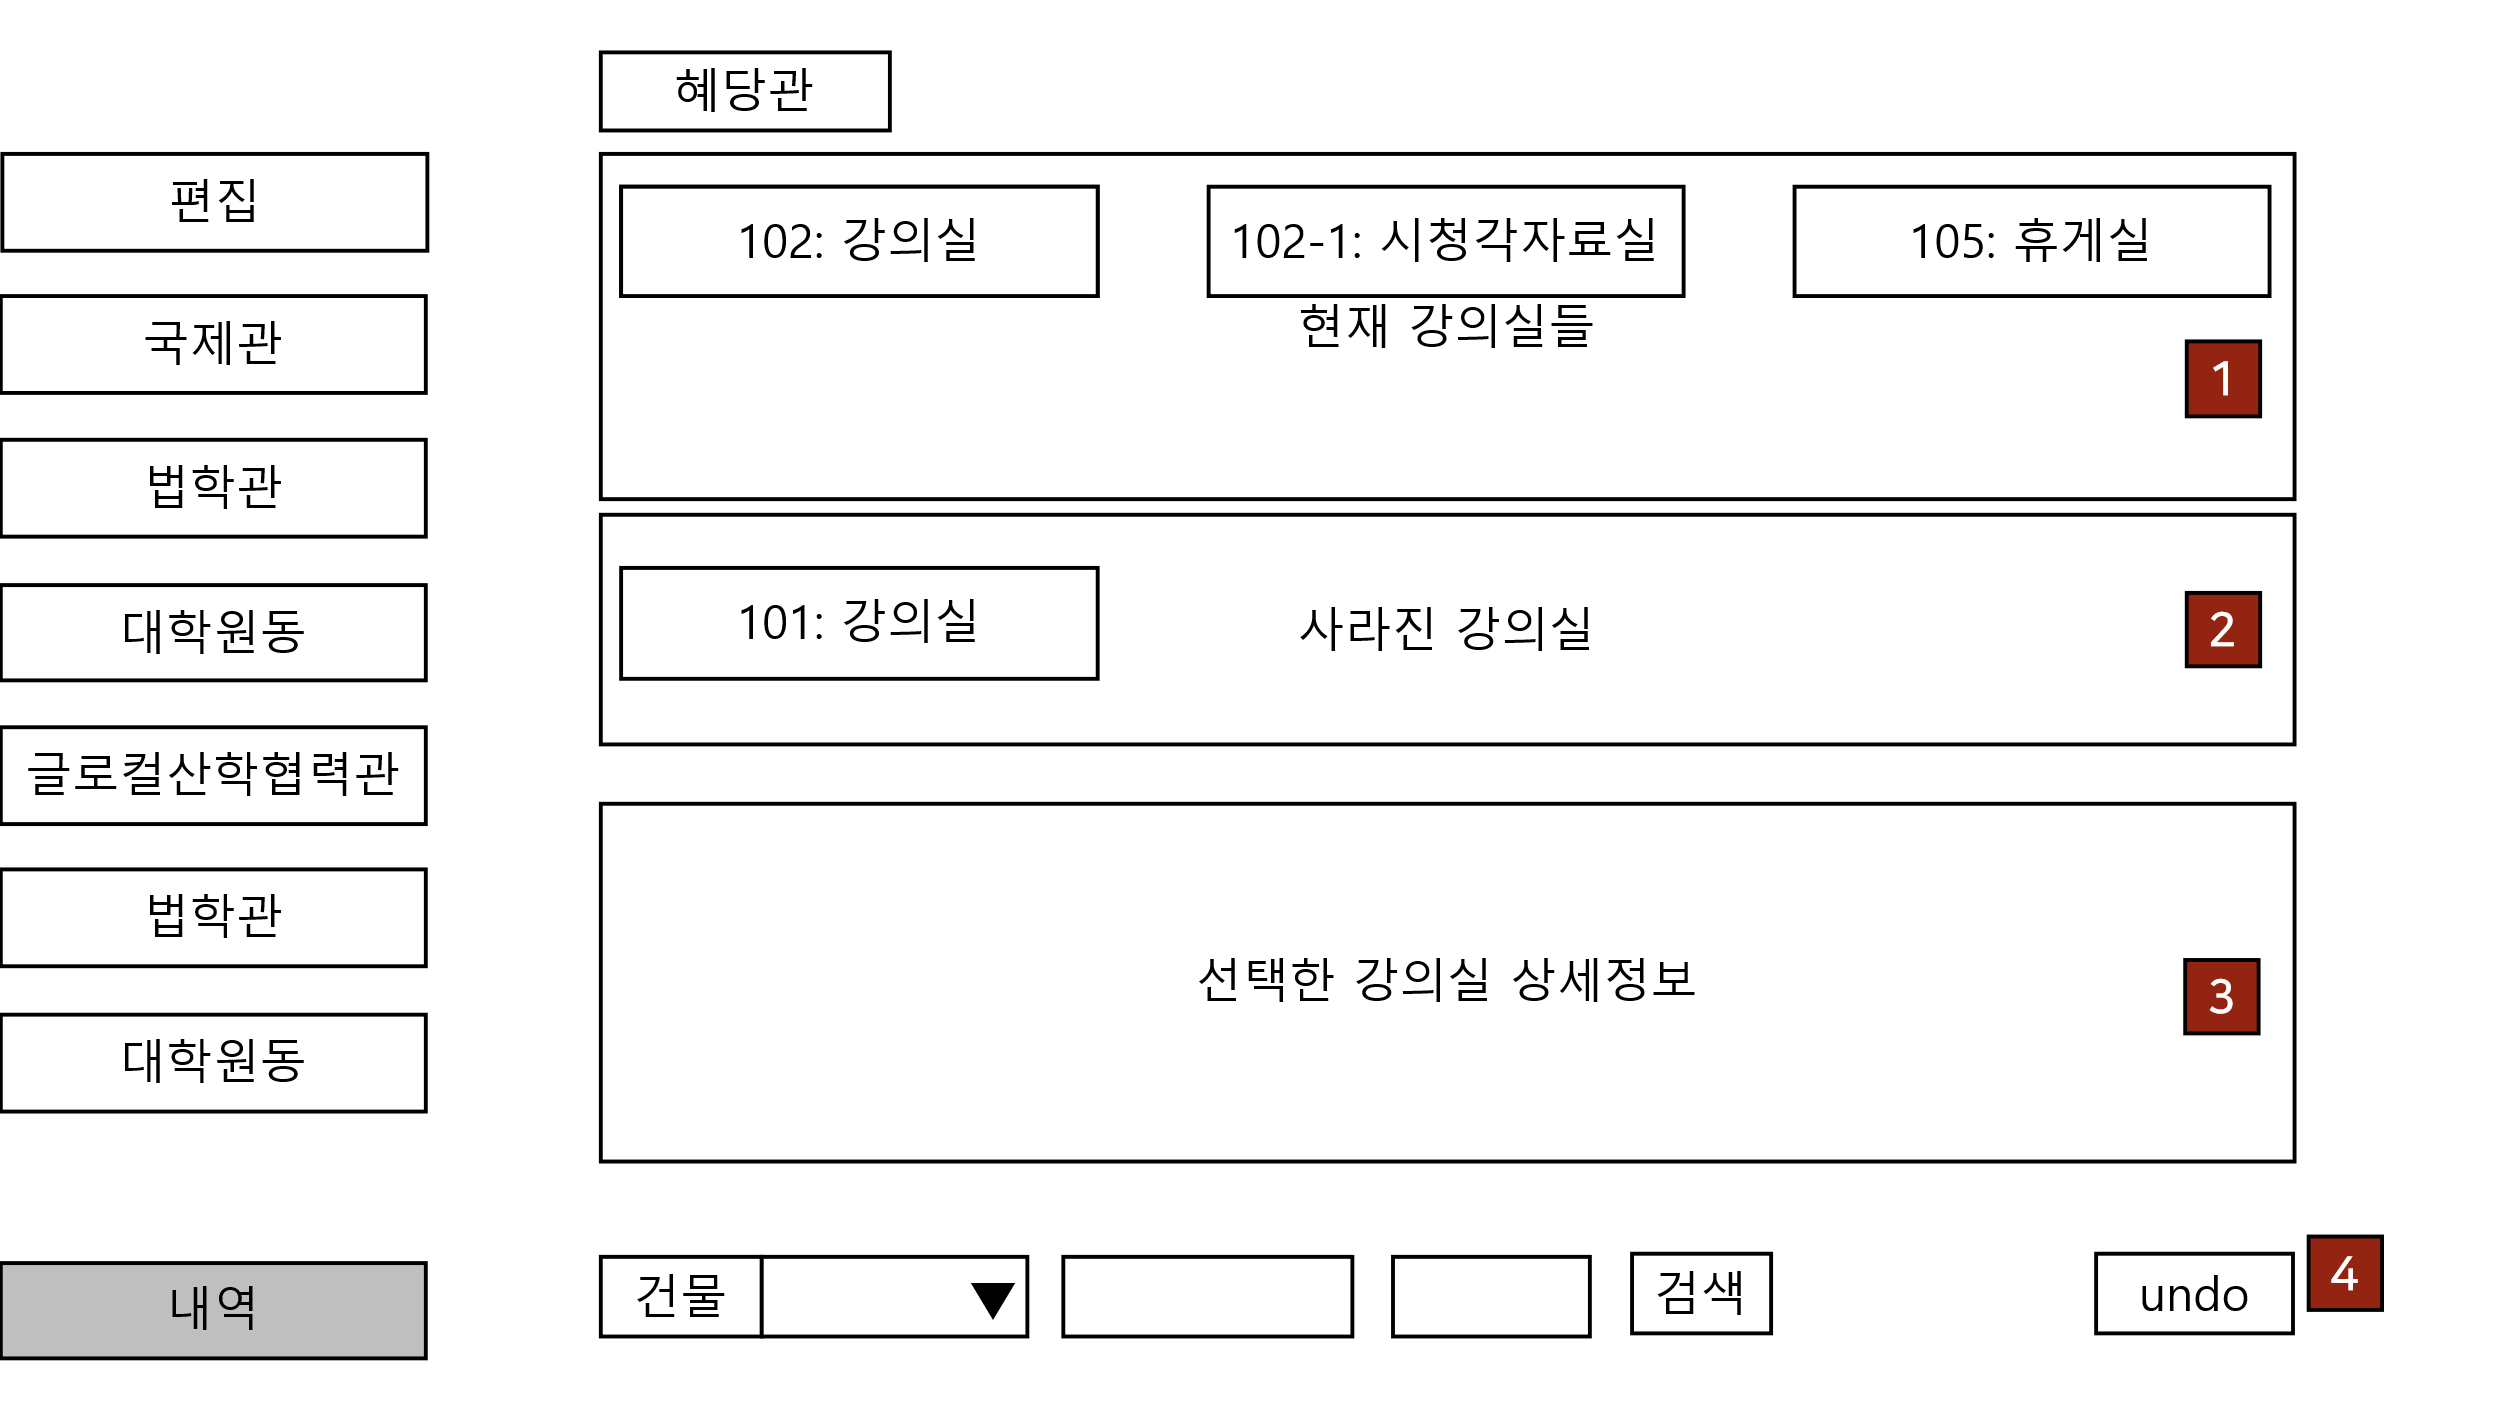 혜당관
편집
국제관
법학관
대학원동
글로컬산학협력관
법학관
대학원동
내역
102: 강의실
102-1: 시청각자료실
105: 휴게실
현재 강의실들
1
101: 강의실
사라진 강의실
2
선택한 강의실 상세정보
3
건물
검색
undo
4